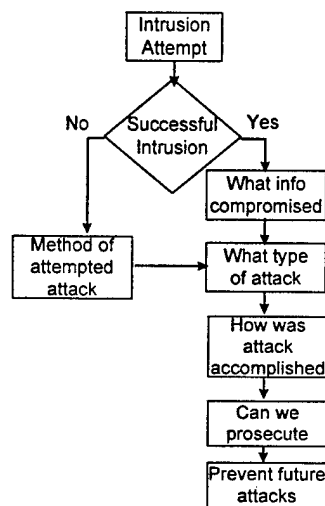 Intrusion
Attempt
No
Successful
Intrusion
Yes
What info
compromised
Method of
attempted
attack
What type
of attack
How was
attack
accomplished
Can we
prosecute
Prevent future
attacks